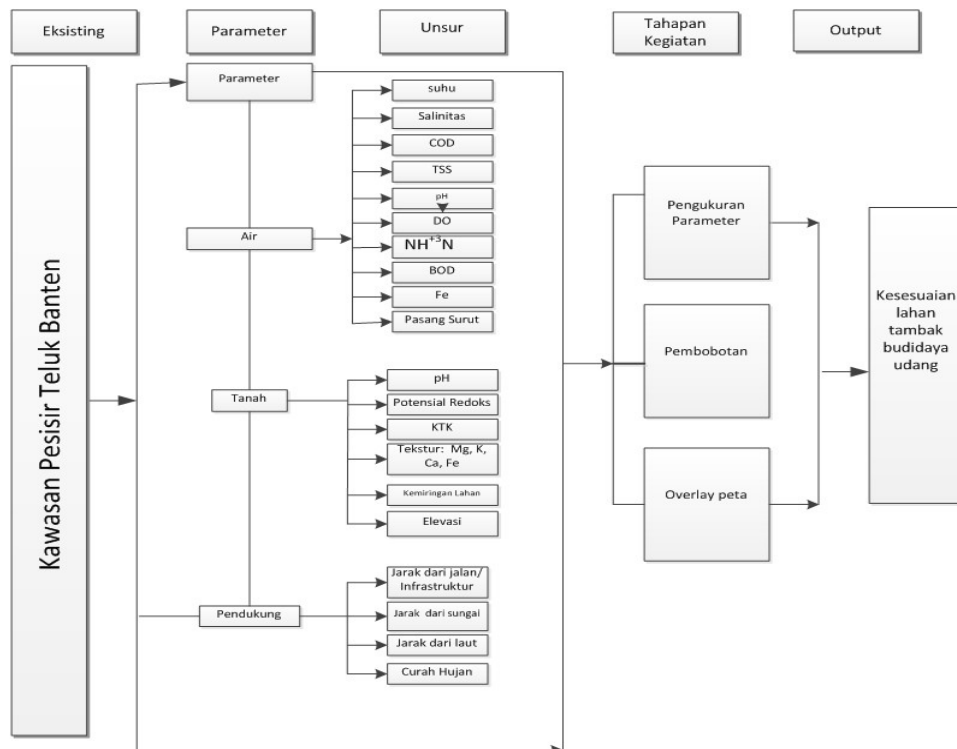 Eksisting
Parameter
Unsur
Tahapan
Kegiatan
Output
Kawasan Pesisir Teluk Banten
Parameter
Air
Tanah
Pendukung
suhu
Salinitas
COD
TSS
pH
DO
NH⁺³N
BOD
Fe
Pasang Surut
pH
Potensial Redoks
KTK
Tekstur: Mg, K,
Ca, Fe
Kemiringan Lahan
Elevasi
Jarak dari jalan/
Infrastruktur
Jarak dari sungai
Jarak dari laut
Curah Hujan
Pengukuran
Parameter
Pembobotan
Overlay peta
Kesesuaian
lahan
tambak
budidaya
udang